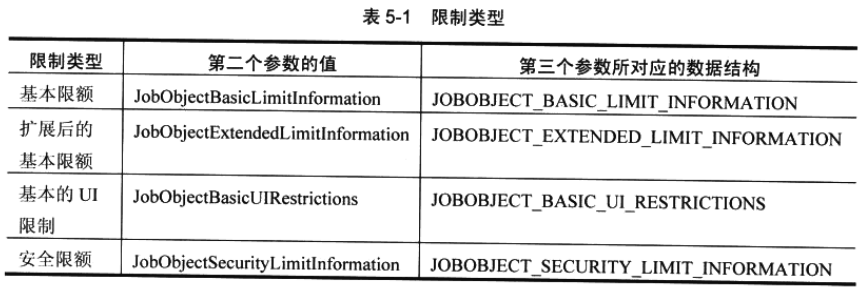 表 5-1 限制类型
限制类型 第二个参数的值 第三个参数所对应的数据结构
基本限额 JobObjectBasicLimitInformation JOBOBJECT_BASIC_LIMIT_INFORMATION
扩展后的 JobObjectExtendedLimitInformation JOBOBJECT_EXTENDED_LIMIT_INFORMATION
基本限额
基本的 UI JobObjectBasicUIRestrictions JOBOBJECT_BASIC_UI_RESTRICTIONS
限制
安全限额 JobObjectSecurityLimitInformation JOBOBJECT_SECURITY_LIMIT_INFORMATION